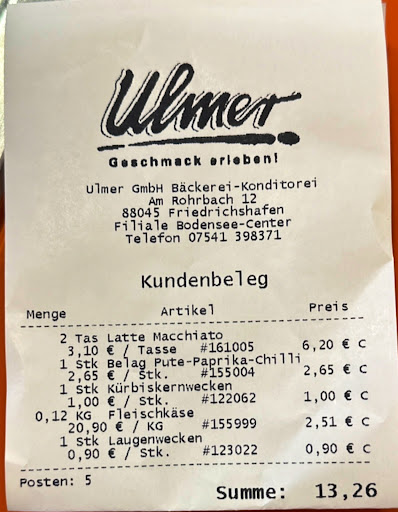 Ulmer
Geschmack erleben!
Ulmer GmbH Bäckerei-Konditorei
Am Rohrbach 12
88045 Friedrichshafen
Filiale Bodensee-Center
Telefon 07541 398371
Kundenbeleg
Menge Artikel Preis
2 Tas Latte Macchiato
3,10 € / Tasse #161005 6,20 € C
1 Stk Belag Pute-Paprika-Chilli
2,65 € / Stk. #155004 2,65 € C
1 Stk Kürbiskernwecken
1,00 € / Stk. #122062 1,00 € C
0,12 KG Fleischkäse
20,90 € / KG #155999 2,51 € C
1 Stk Laugenwecken
0,90 € / Stk. #123022 0,90 € C
Posten: 5
Summe: 13,26